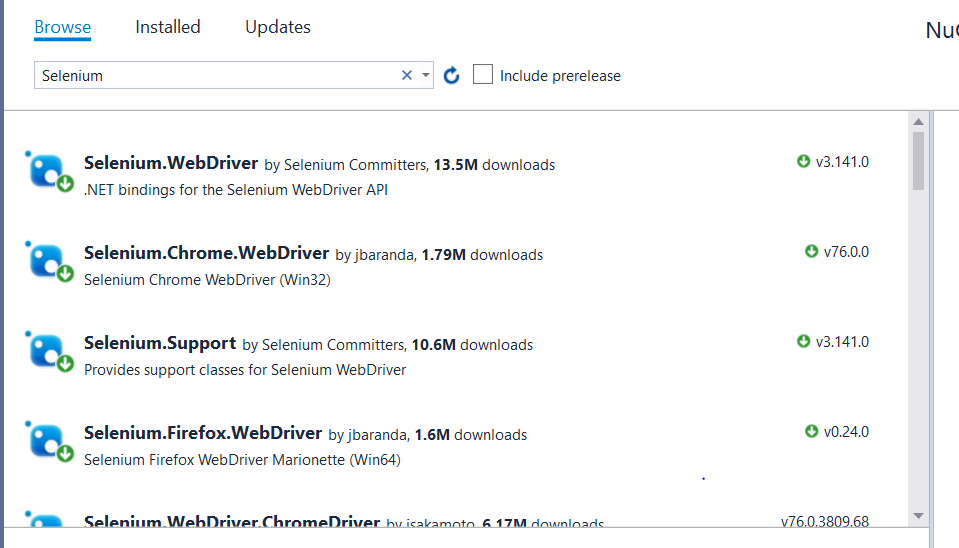 Browse Installed Updates NuG
Selenium Include prerelease
Selenium.WebDriver by Selenium Committers, 13.5M downloads v3.141.0
.NET bindings for the Selenium WebDriver API
Selenium.Chrome.WebDriver by jbaranda, 1.79M downloads v76.0.0
Selenium Chrome WebDriver (Win32)
Selenium.Support by Selenium Committers, 10.6M downloads v3.141.0
Provides support classes for Selenium WebDriver
Selenium.Firefox.WebDriver by jbaranda, 1.6M downloads v0.24.0
Selenium Firefox WebDriver Marionette (Win64)
Selenium.WebDriver.ChromeDriver by jsakamoto, 6.17M downloads v76.0.3809.68